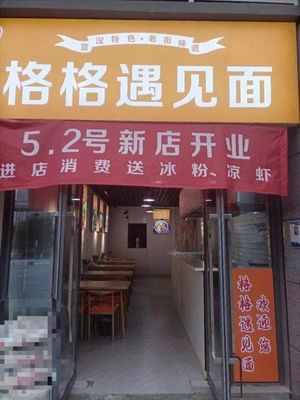 宣汉特色·老街味道
格格遇见面
5.2号新店开业
进店消费送冰粉、凉虾
欢迎您
格格遇见面